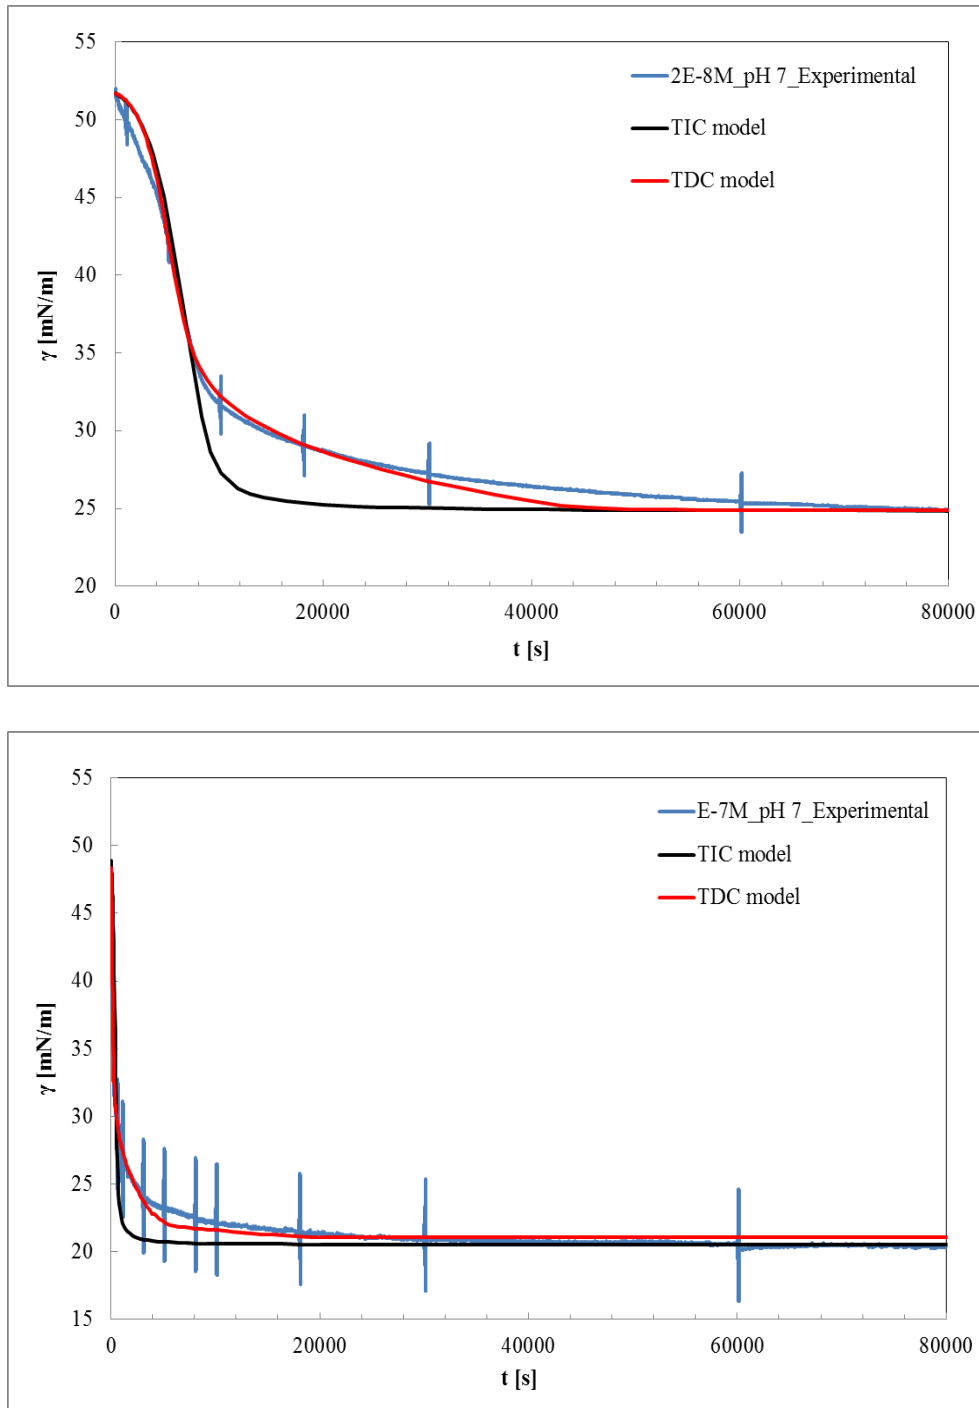 55
50
45
40
35
30
25
20
γ [mN/m]
2E-8M_pH 7_Experimental
TIC model
TDC model
0
20000
40000
60000
80000
t [s]
55
50
45
40
35
30
25
20
15
γ [mN/m]
E-7M_pH 7_Experimental
TIC model
TDC model
0
20000
40000
60000
80000
t [s]